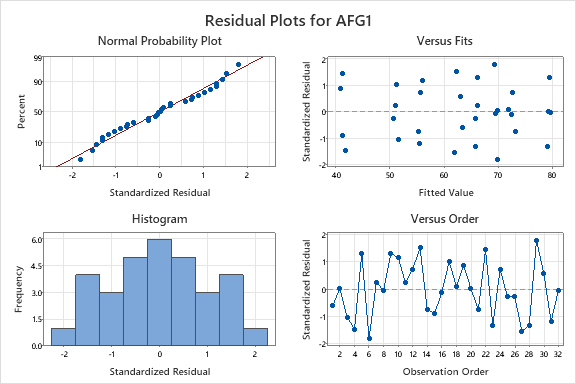 Residual Plots for AFG1
Normal Probability Plot
Versus Fits
99
90
50
10
1
Percent
-2 -1 0 1 2
Standardized Residual
2
1
0
-1
-2
Standardized Residual
40 50 60 70 80
Fitted Value
Histogram
Versus Order
6.0
4.5
3.0
1.5
0.0
Frequency
-2 -1 0 1 2
Standardized Residual
2
1
0
-1
-2
Standardized Residual
2 4 6 8 10 12 14 16 18 20 22 24 26 28 30 32
Observation Order